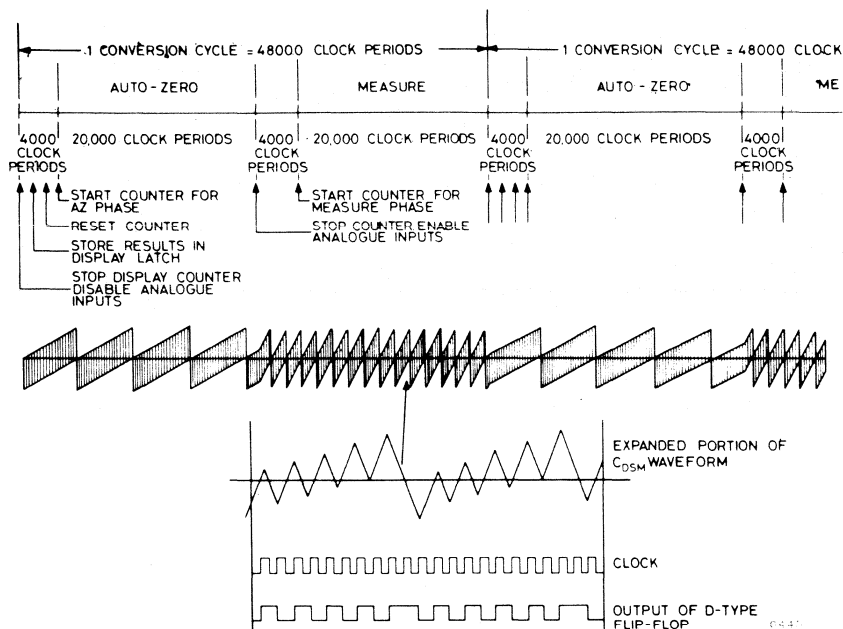 1 CONVERSION CYCLE = 48000 CLOCK PERIODS
1 CONVERSION CYCLE = 48000 CLOCK
AUTO-ZERO
MEASURE
AUTO-ZERO
ME
4000 CLOCK PERIODS
20,000 CLOCK PERIODS
4000 CLOCK PERIODS
20,000 CLOCK PERIODS
4000 CLOCK PERIODS
20,000 CLOCK PERIODS
4000 CLOCK PERIODS
START COUNTER FOR
AZ PHASE
RESET COUNTER
STORE RESULTS IN
DISPLAY LATCH
STOP DISPLAY COUNTER
DISABLE ANALOGUE
INPUTS
START COUNTER FOR
MEASURE PHASE
STOP COUNTER ENABLE
ANALOGUE INPUTS
EXPANDED PORTION OF
CDSM WAVEFORM
CLOCK
OUTPUT OF D-TYPE
FLIP-FLOP